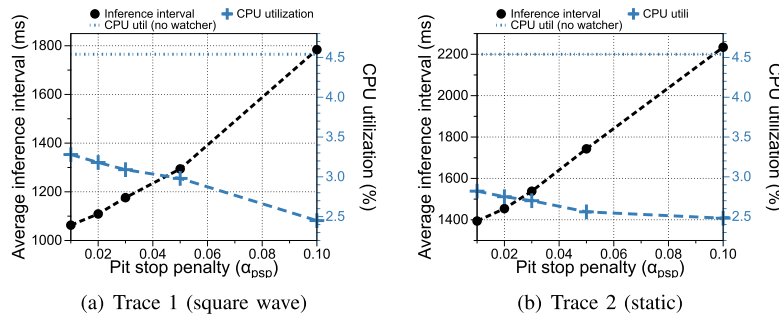 Inference interval CPU utilization
CPU util (no watcher)
Average inference interval (ms)
1800
1600
1400
1200
1000
0.02 0.04 0.06 0.08 0.10
Pit stop penalty (αpsp)
4.5
4.0
3.5
3.0
2.5
CPU utilization (%)
(a) Trace 1 (square wave)
Inference interval CPU utili
CPU util (no watcher)
Average inference interval (ms)
2200
2000
1800
1600
1400
0.02 0.04 0.06 0.08 0.10
Pit stop penalty (αpsp)
4.5
4.0
3.5
3.0
2.5
CPU utilization (%)
(b) Trace 2 (static)